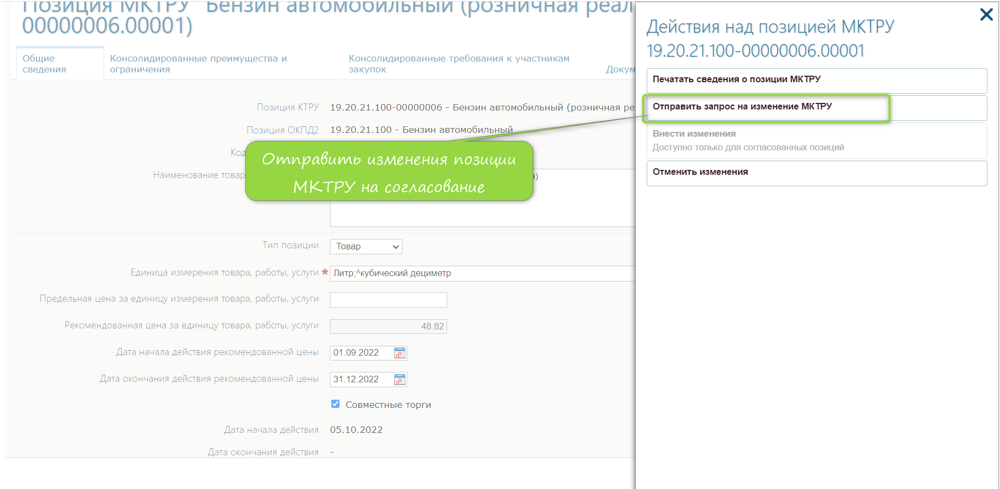 Позиция МКТРУ "Бензин автомобильный (розничная реал
00000006.00001)
Общие
сведения
Консолидированные преимущества и
ограничения
Консолидированные требования к участникам
закупок
Докум
Позиция КТРУ 19.20.21.100-00000006 - Бензин автомобильный (розничная ре
Позиция ОКПД2 19.20.21.100 - Бензин автомобильный
Код
Наименование товар
я)
Отправить изменения позиции
МКТРУ на согласование
Тип позиции Товар
Единица измерения товара, работы, услуги * Литр;^кубический дециметр
Предельная цена за единицу измерения товара, работы, услуги
Рекомендованная цена за единицу товара, работы, услуги 48.82
Дата начала действия рекомендованной цены 01.09.2022
Дата окончания действия рекомендованной цены 31.12.2022
Совместные торги
Дата начала действия 05.10.2022
Дата окончания действия -
Действия над позицией МКТРУ
19.20.21.100-00000006.00001
Печатать сведения о позиции МКТРУ
Отправить запрос на изменение МКТРУ
Внести изменения
Доступно только для согласованных позиций
Отменить изменения